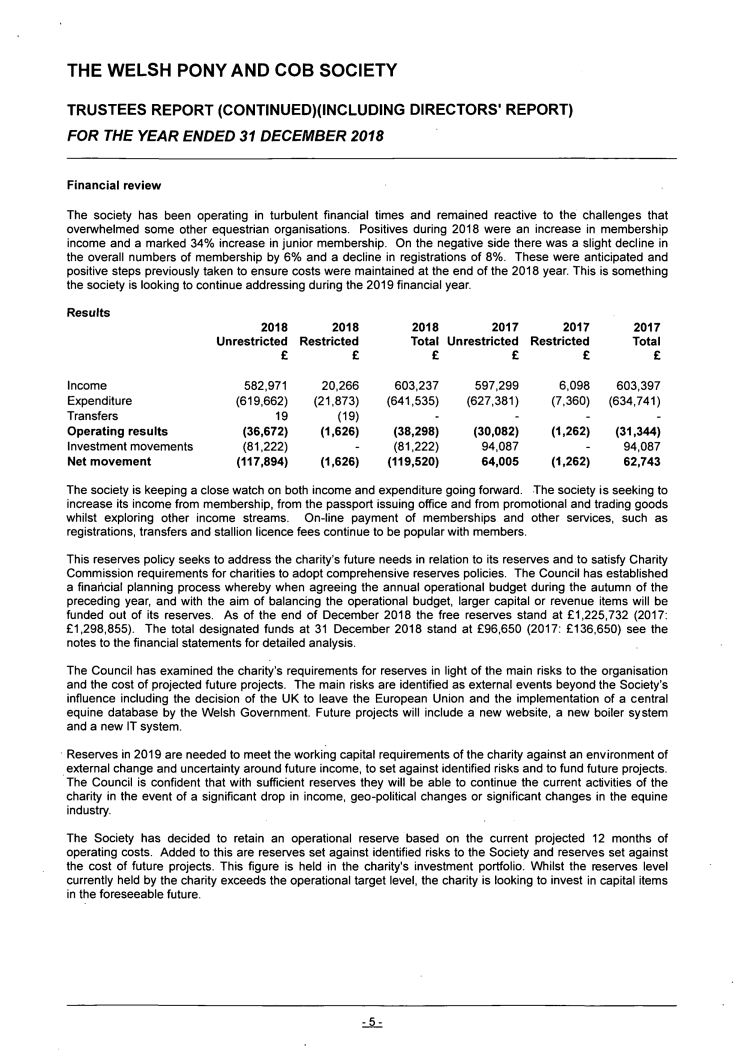 THE WELSH PONY AND COB SOCIETY
TRUSTEES REPORT (CONTINUED)(INCLUDING DIRECTORS' REPORT)
FOR THE YEAR ENDED 31 DECEMBER 2018
Financial review
The society has been operating in turbulent financial times and remained reactive to the challenges that
overwhelmed some other equestrian organisations. Positives during 2018 were an increase in membership
income and a marked 34% increase in junior membership. On the negative side there was a slight decline in
the overall numbers of membership by 6% and a decline in registrations of 8%. These were anticipated and
positive steps previously taken to ensure costs were maintained at the end of the 2018 year. This is something
the society is looking to continue addressing during the 2019 financial year.
Results
2018 2018 2018 2017 2017 2017
Unrestricted Restricted Total Unrestricted Restricted Total
£ £ £ £ £ £
Income 582,971 20,266 603,237 597,299 6,098 603,397
Expenditure (619,662) (21,873) (641,535) (627,381) (7,360) (634,741)
Transfers 19 (19) - - - -
Operating results (36,672) (1,626) (38,298) (30,082) (1,262) (31,344)
Investment movements (81,222) - (81,222) 94,087 - 94,087
Net movement (117,894) (1,626) (119,520) 64,005 (1,262) 62,743
The society is keeping a close watch on both income and expenditure going forward. The society is seeking to
increase its income from membership, from the passport issuing office and from promotional and trading goods
whilst exploring other income streams. On-line payment of memberships and other services, such as
registrations, transfers and stallion licence fees continue to be popular with members.
This reserves policy seeks to address the charity's future needs in relation to its reserves and to satisfy Charity
Commission requirements for charities to adopt comprehensive reserves policies. The Council has established
a financial planning process whereby when agreeing the annual operational budget during the autumn of the
preceding year, and with the aim of balancing the operational budget, larger capital or revenue items will be
funded out of its reserves. As of the end of December 2018 the free reserves stand at £1,225,732 (2017:
£1,298,855). The total designated funds at 31 December 2018 stand at £96,650 (2017: £136,650) see the
notes to the financial statements for detailed analysis.
The Council has examined the charity's requirements for reserves in light of the main risks to the organisation
and the cost of projected future projects. The main risks are identified as external events beyond the Society's
influence including the decision of the UK to leave the European Union and the implementation of a central
equine database by the Welsh Government. Future projects will include a new website, a new boiler system
and a new IT system.
Reserves in 2019 are needed to meet the working capital requirements of the charity against an environment of
external change and uncertainty around future income, to set against identified risks and to fund future projects.
The Council is confident that with sufficient reserves they will be able to continue the current activities of the
charity in the event of a significant drop in income, geo-political changes or significant changes in the equine
industry.
The Society has decided to retain an operational reserve based on the current projected 12 months of
operating costs. Added to this are reserves set against identified risks to the Society and reserves set against
the cost of future projects. This figure is held in the charity's investment portfolio. Whilst the reserves level
currently held by the charity exceeds the operational target level, the charity is looking to invest in capital items
in the foreseeable future.
- 5 -